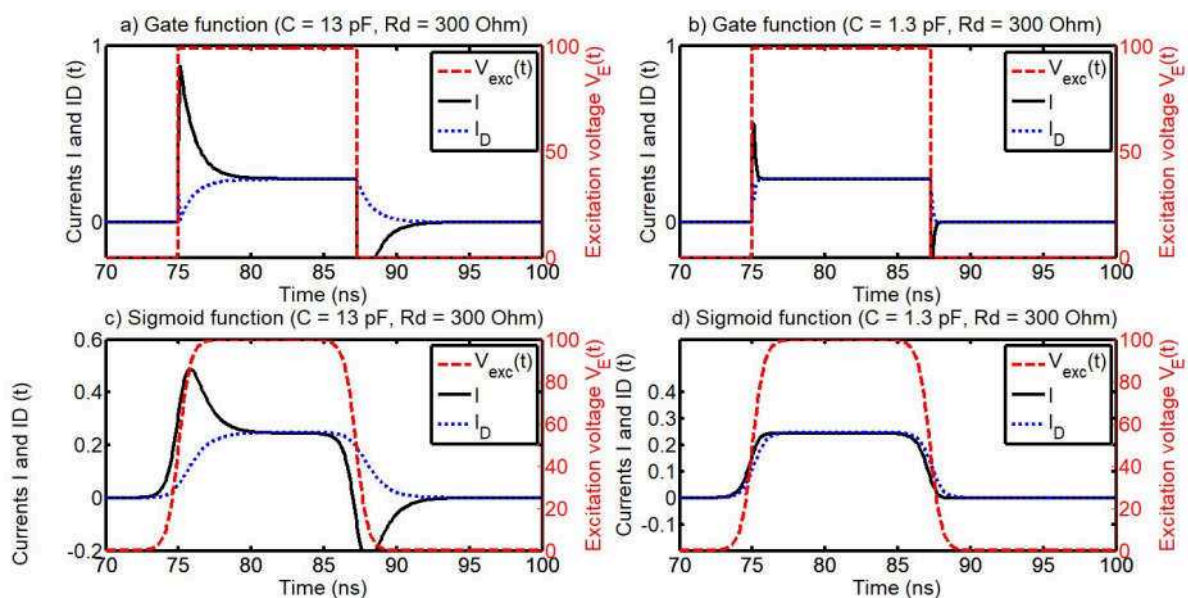 a) Gate function (C = 13 pF, Rd = 300 Ohm)
Currents I and ID (t)
1
0
Excitation voltage V_E(t)
100
50
0
V_exc(t)
I
I_D
70 75 80 85 90 95 100
Time (ns)
b) Gate function (C = 1.3 pF, Rd = 300 Ohm)
Currents I and ID (t)
1
0
Excitation voltage V_E(t)
100
50
0
V_exc(t)
I
I_D
70 75 80 85 90 95 100
Time (ns)
c) Sigmoid function (C = 13 pF, Rd = 300 Ohm)
Currents I and ID (t)
0.6
0.4
0.2
0
-0.2
Excitation voltage V_E(t)
100
80
60
40
20
0
V_exc(t)
I
I_D
70 75 80 85 90 95 100
Time (ns)
d) Sigmoid function (C = 1.3 pF, Rd = 300 Ohm)
Currents I and ID (t)
0.4
0.3
0.2
0.1
0
-0.1
Excitation voltage V_E(t)
100
80
60
40
20
0
V_exc(t)
I
I_D
70 75 80 85 90 95 100
Time (ns)